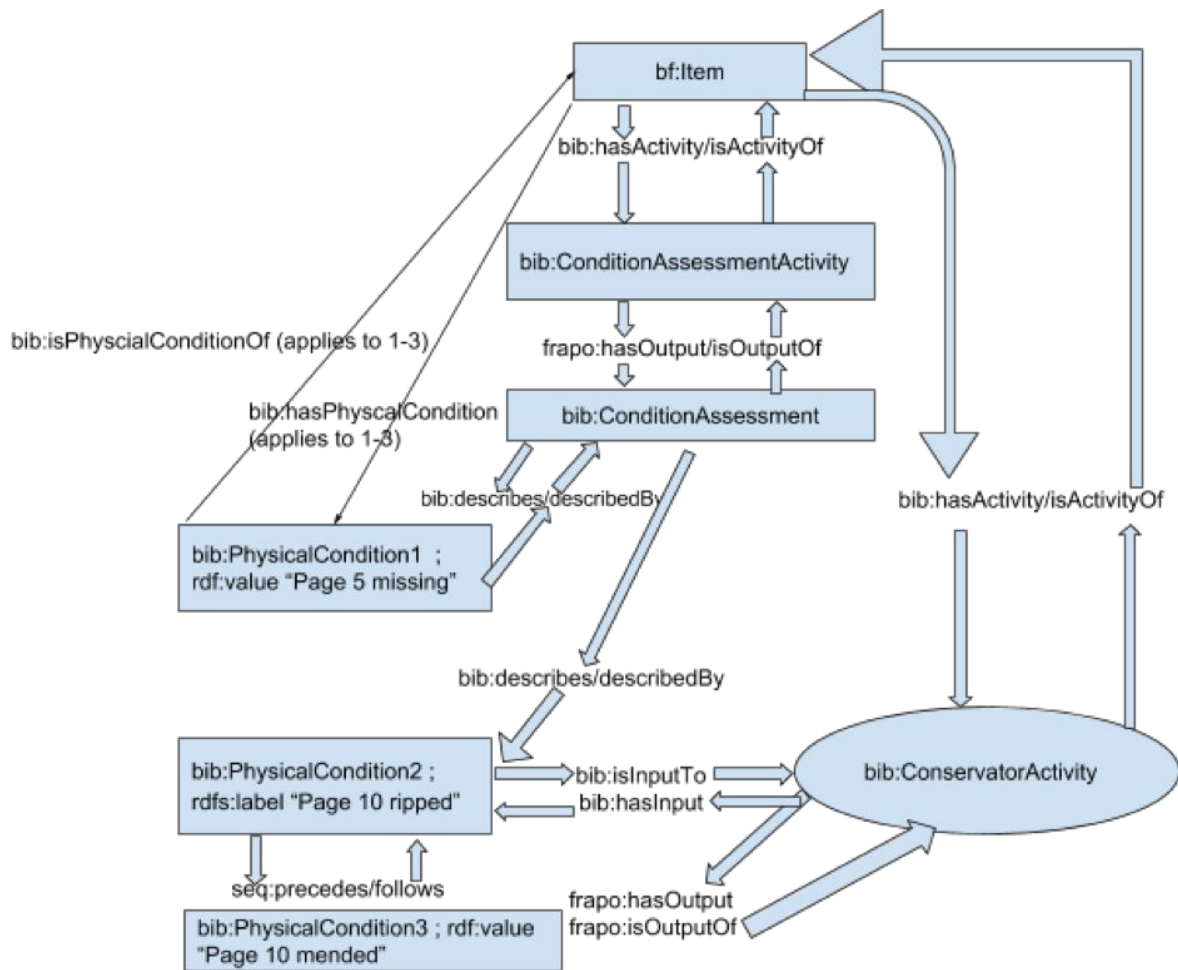 bf:Item
bib:hasActivity/isActivityOf
bib:ConditionAssessmentActivity
bib:isPhyscialConditionOf (applies to 1-3)
frapo:hasOutput/isOutputOf
bib:hasPhyscalCondition
(applies to 1-3)
bib:ConditionAssessment
bib:describes/describedBy
bib:hasActivity/isActivityOf
bib:PhysicalCondition1 ;
rdf:value “Page 5 missing”
bib:describes/describedBy
bib:PhysicalCondition2 ;
rdfs:label “Page 10 ripped”
bib:isInputTo
bib:hasInput
bib:ConservatorActivity
seq:precedes/follows
frapo:hasOutput
frapo:isOutputOf
bib:PhysicalCondition3 ; rdf:value
“Page 10 mended”